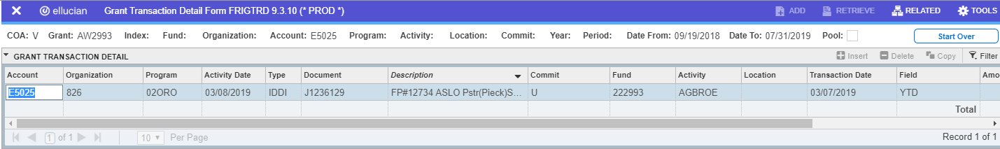 ellucian Grant Transaction Detail Form FRIGTRD 9.3.10 (* PROD *) ADD RETRIEVE RELATED TOOLS
COA: V Grant: AW2993 Index: Fund: Organization: Account: E5025 Program: Activity: Location: Commit: Year: Period: Date From: 09/19/2018 Date To: 07/31/2019 Pool: Start Over
GRANT TRANSACTION DETAIL Insert Delete Copy Filter
Account Organization Program Activity Date Type Document Description Commit Fund Activity Location Transaction Date Field Amo
E5025 826 02ORO 03/08/2019 IDDI J1236129 FP#12734 ASLO Pstr(Pieck)S... U 222993 AGBROE 03/07/2019 YTD
Total
1 of 1 10 Per Page Record 1 of 1